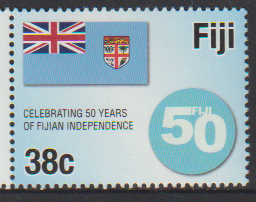 Fiji
CELEBRATING 50 YEARS
OF FIJIAN INDEPENDENCE
FIJI
50
38c